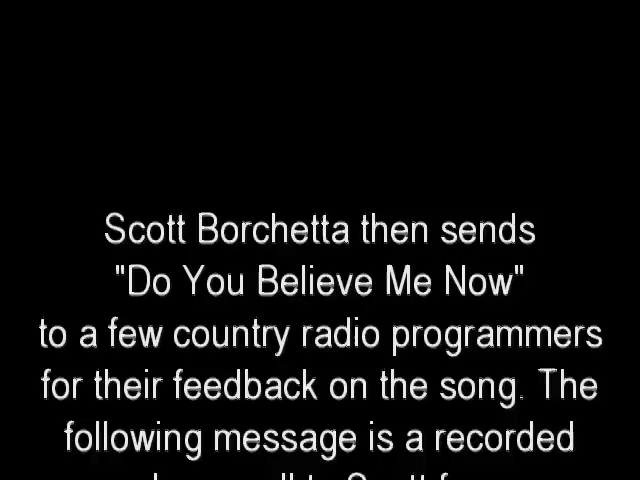 Scott Borchetta then sends
"Do You Believe Me Now"
to a few country radio programmers
for their feedback on the song. The
following message is a recorded